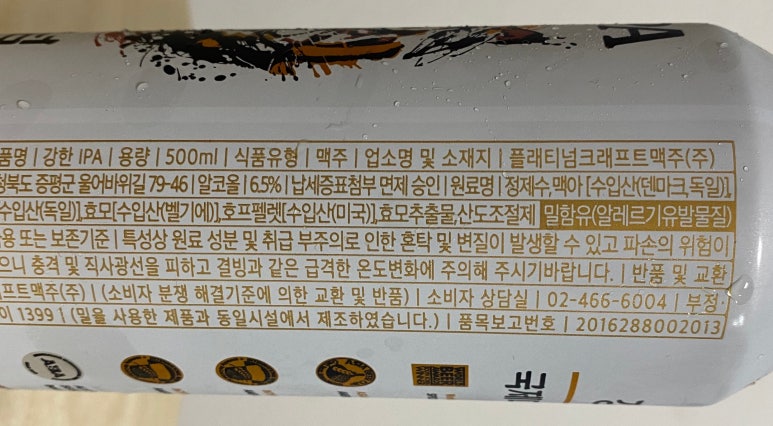 품명 | 강한 IPA | 용량 | 500ml | 식품유형 | 맥주 | 업소명 및 소재지 | 플래티넘크래프트맥주(주)
청북도 증평군 울어바위길 79-46 | 알코올 | 6.5% | 납세증표첨부 면제 승인 | 원료명 | 정제수, 맥아 [수입산(덴마크,독일)],
수입산(독일)],효모[수입산(벨기에)],호프펠렛[수입산(미국)],효모추출물,산도조절제 밀함유(알레르기유발물질)
용 또는 보존기준 | 특성상 원료 성분 및 취급 부주의로 인한 혼탁 및 변질이 발생할 수 있고 파손의 위험이
으니 충격 및 직사광선을 피하고 결빙과 같은 급격한 온도변화에 주의해 주시기바랍니다. | 반품 및 교환
프트맥주(주) | (소비자 분쟁 해결기준에 의한 교환 및 반품) | 소비자 상담실 | 02-466-6004 | 부정·
이 1399 | (밀을 사용한 제품과 동일시설에서 제조하였습니다.) | 품목보고번호 | 2016288002013